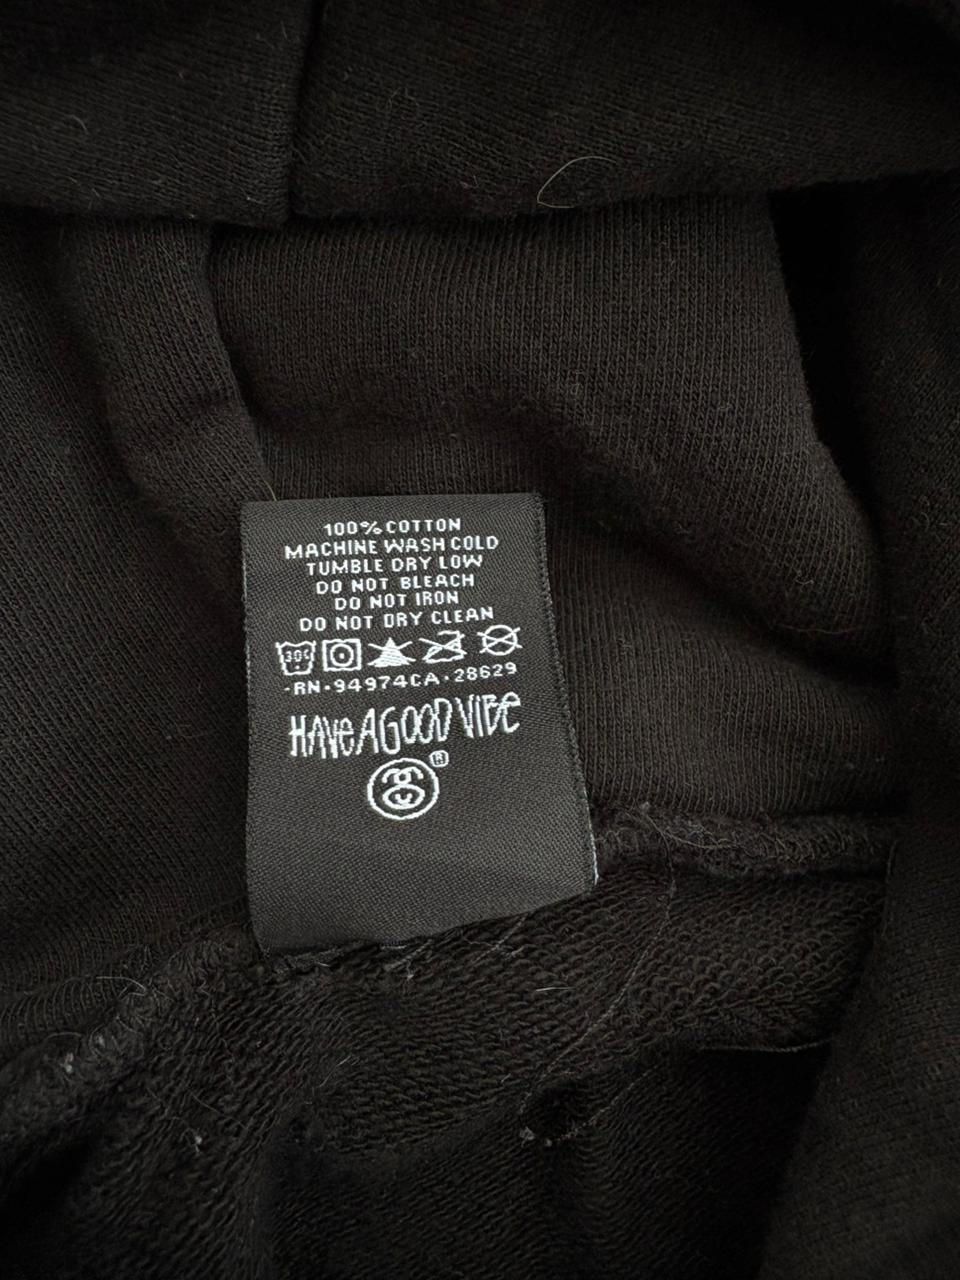 100% COTTON
MACHINE WASH COLD
TUMBLE DRY LOW
DO NOT BLEACH
DO NOT IRON
DO NOT DRY CLEAN
30C
-RN·94974CA·28629
HAVE A GOOD VIBE
®